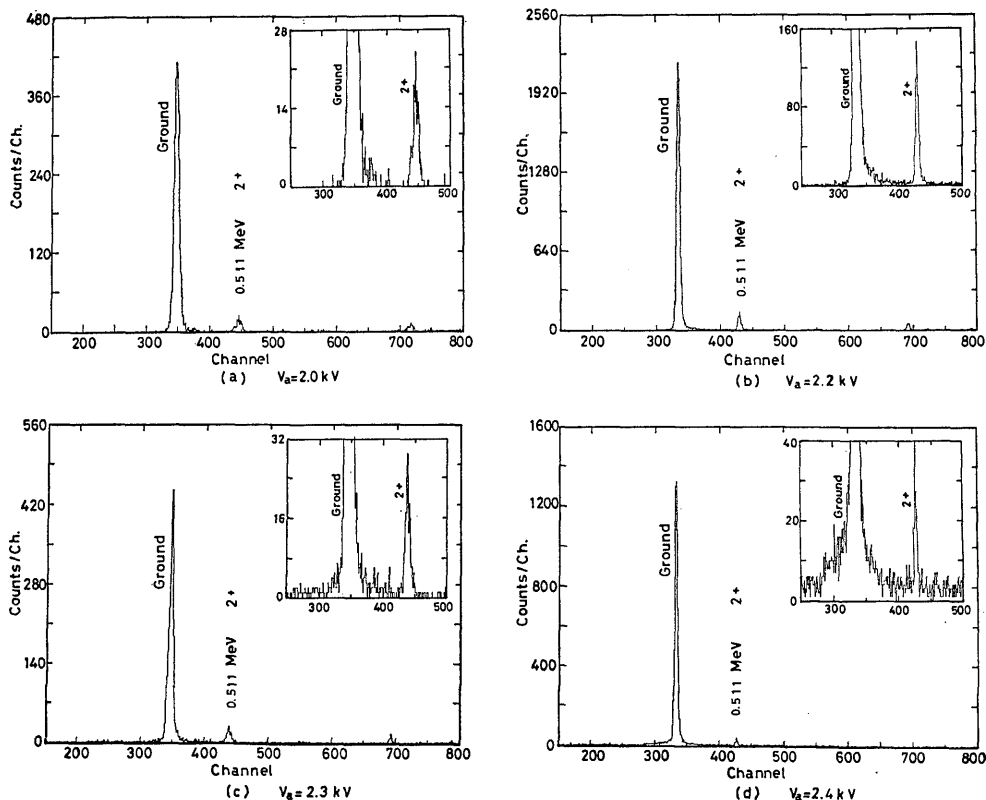 480
360
240
120
0
Counts/Ch.
Ground
0.511 MeV 2+
28
14
0
Ground
2+
300 400 500
200 300 400 500 600 700 800
Channel
(a) Va=2.0 kV
2560
1920
1280
640
0
Counts/Ch.
Ground
0.511 MeV 2+
160
80
0
Ground
2+
300 400 500
200 300 400 500 600 700 800
Channel
(b) Va=2.2 kV
560
420
280
140
0
Counts/Ch.
Ground
0.511 MeV 2+
32
16
0
Ground
2+
300 400 500
200 300 400 500 600 700 800
Channel
(c) Va=2.3 kV
1600
1200
800
400
0
Counts/Ch.
Ground
0.511 MeV 2+
40
20
0
Ground
2+
300 400 500
200 300 400 500 600 700 800
Channel
(d) Va=2.4 kV